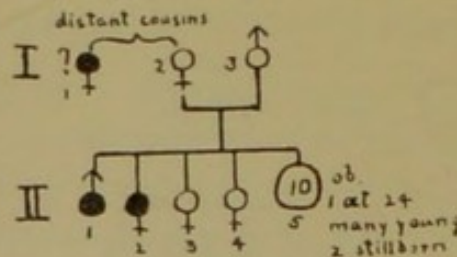 distant cousins
I ? 2 3
1
II 10 ob.
1 at 24
many young
2 stillborn
1 2 3 4 5